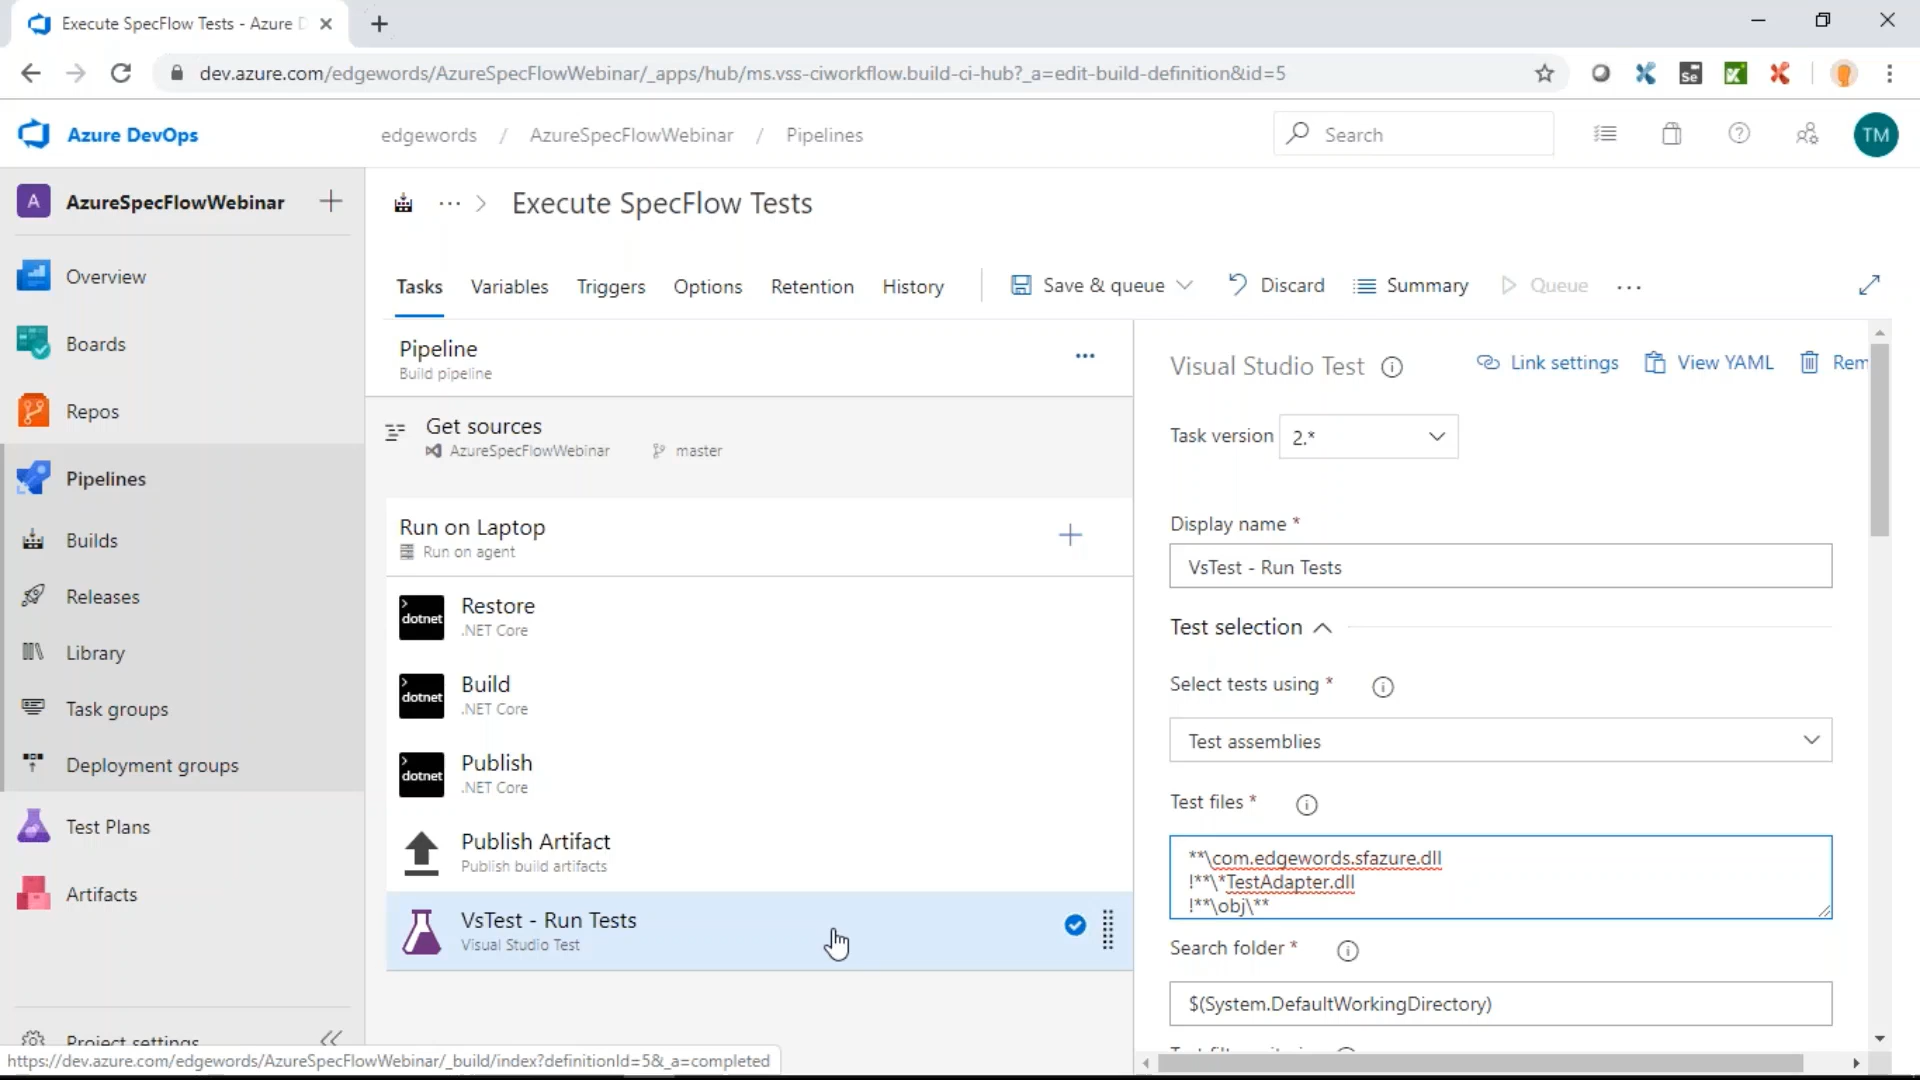 Execute SpecFlow Tests - Azure D
dev.azure.com/edgewords/AzureSpecFlowWebinar/_apps/hub/ms.vss-ciworkflow.build-ci-hub?_a=edit-build-definition&id=5
Se
Azure DevOps
edgewords / AzureSpecFlowWebinar / Pipelines
Search
TM
A AzureSpecFlowWebinar
Overview
Boards
Repos
Pipelines
Builds
Releases
Library
Task groups
Deployment groups
Test Plans
Artifacts
Project settings
https://dev.azure.com/edgewords/AzureSpecFlowWebinar/_build/index?definitionId=5&_a=completed
··· > Execute SpecFlow Tests
Tasks Variables Triggers Options Retention History Save & queue Discard Summary Queue ...
Pipeline
Build pipeline
Get sources
AzureSpecFlowWebinar master
Run on Laptop
Run on agent
dotnet
Restore
.NET Core
dotnet
Build
.NET Core
dotnet
Publish
.NET Core
Publish Artifact
Publish build artifacts
VsTest - Run Tests
Visual Studio Test
Visual Studio Test Link settings View YAML Rem
Task version 2.*
Display name *
VsTest - Run Tests
Test selection
Select tests using *
Test assemblies
Test files *
**\com.edgewords.sfazure.dll
!**\*TestAdapter.dll
!**\obj\**
Search folder *
$(System.DefaultWorkingDirectory)